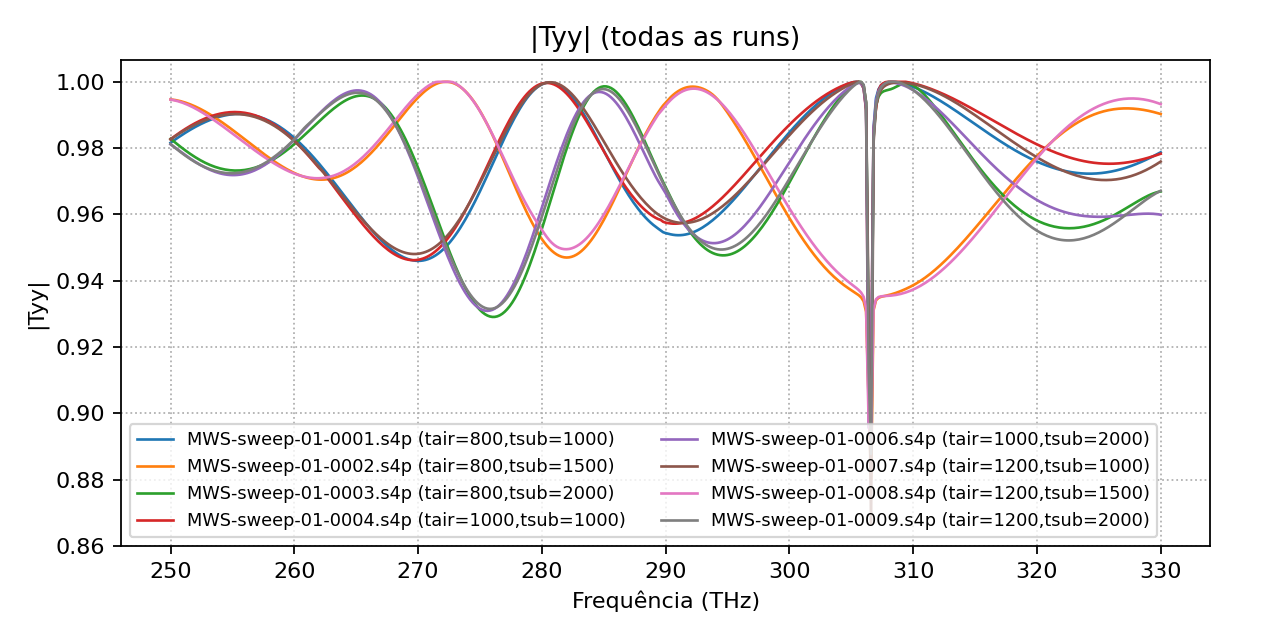 |Tyy| (todas as runs)
|Tyy|
1.00
0.98
0.96
0.94
0.92
0.90
0.88
0.86
MWS-sweep-01-0001.s4p (tair=800,tsub=1000)
MWS-sweep-01-0002.s4p (tair=800,tsub=1500)
MWS-sweep-01-0003.s4p (tair=800,tsub=2000)
MWS-sweep-01-0004.s4p (tair=1000,tsub=1000)
MWS-sweep-01-0006.s4p (tair=1000,tsub=2000)
MWS-sweep-01-0007.s4p (tair=1200,tsub=1000)
MWS-sweep-01-0008.s4p (tair=1200,tsub=1500)
MWS-sweep-01-0009.s4p (tair=1200,tsub=2000)
250 260 270 280 290 300 310 320 330
Frequência (THz)